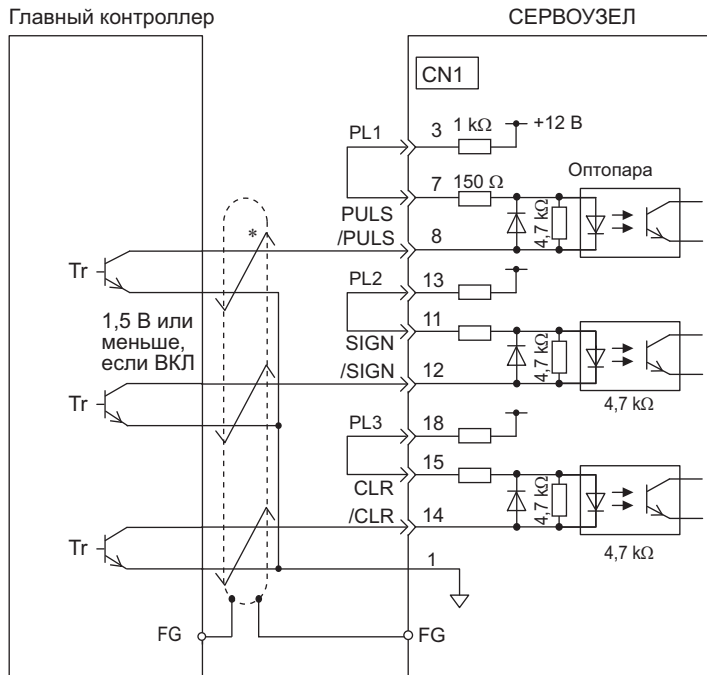 Главный контроллер
СЕРВОУЗЕЛ
CN1
PL1
3
1 kΩ
+12 В
Оптопара
7
150 Ω
PULS
4,7 kΩ
/PULS
8
*
Tr
PL2
13
1,5 В или
меньше,
если ВКЛ
11
SIGN
4,7 kΩ
/SIGN
12
4,7 kΩ
Tr
PL3
18
15
CLR
4,7 kΩ
/CLR
14
4,7 kΩ
Tr
1
FG
FG